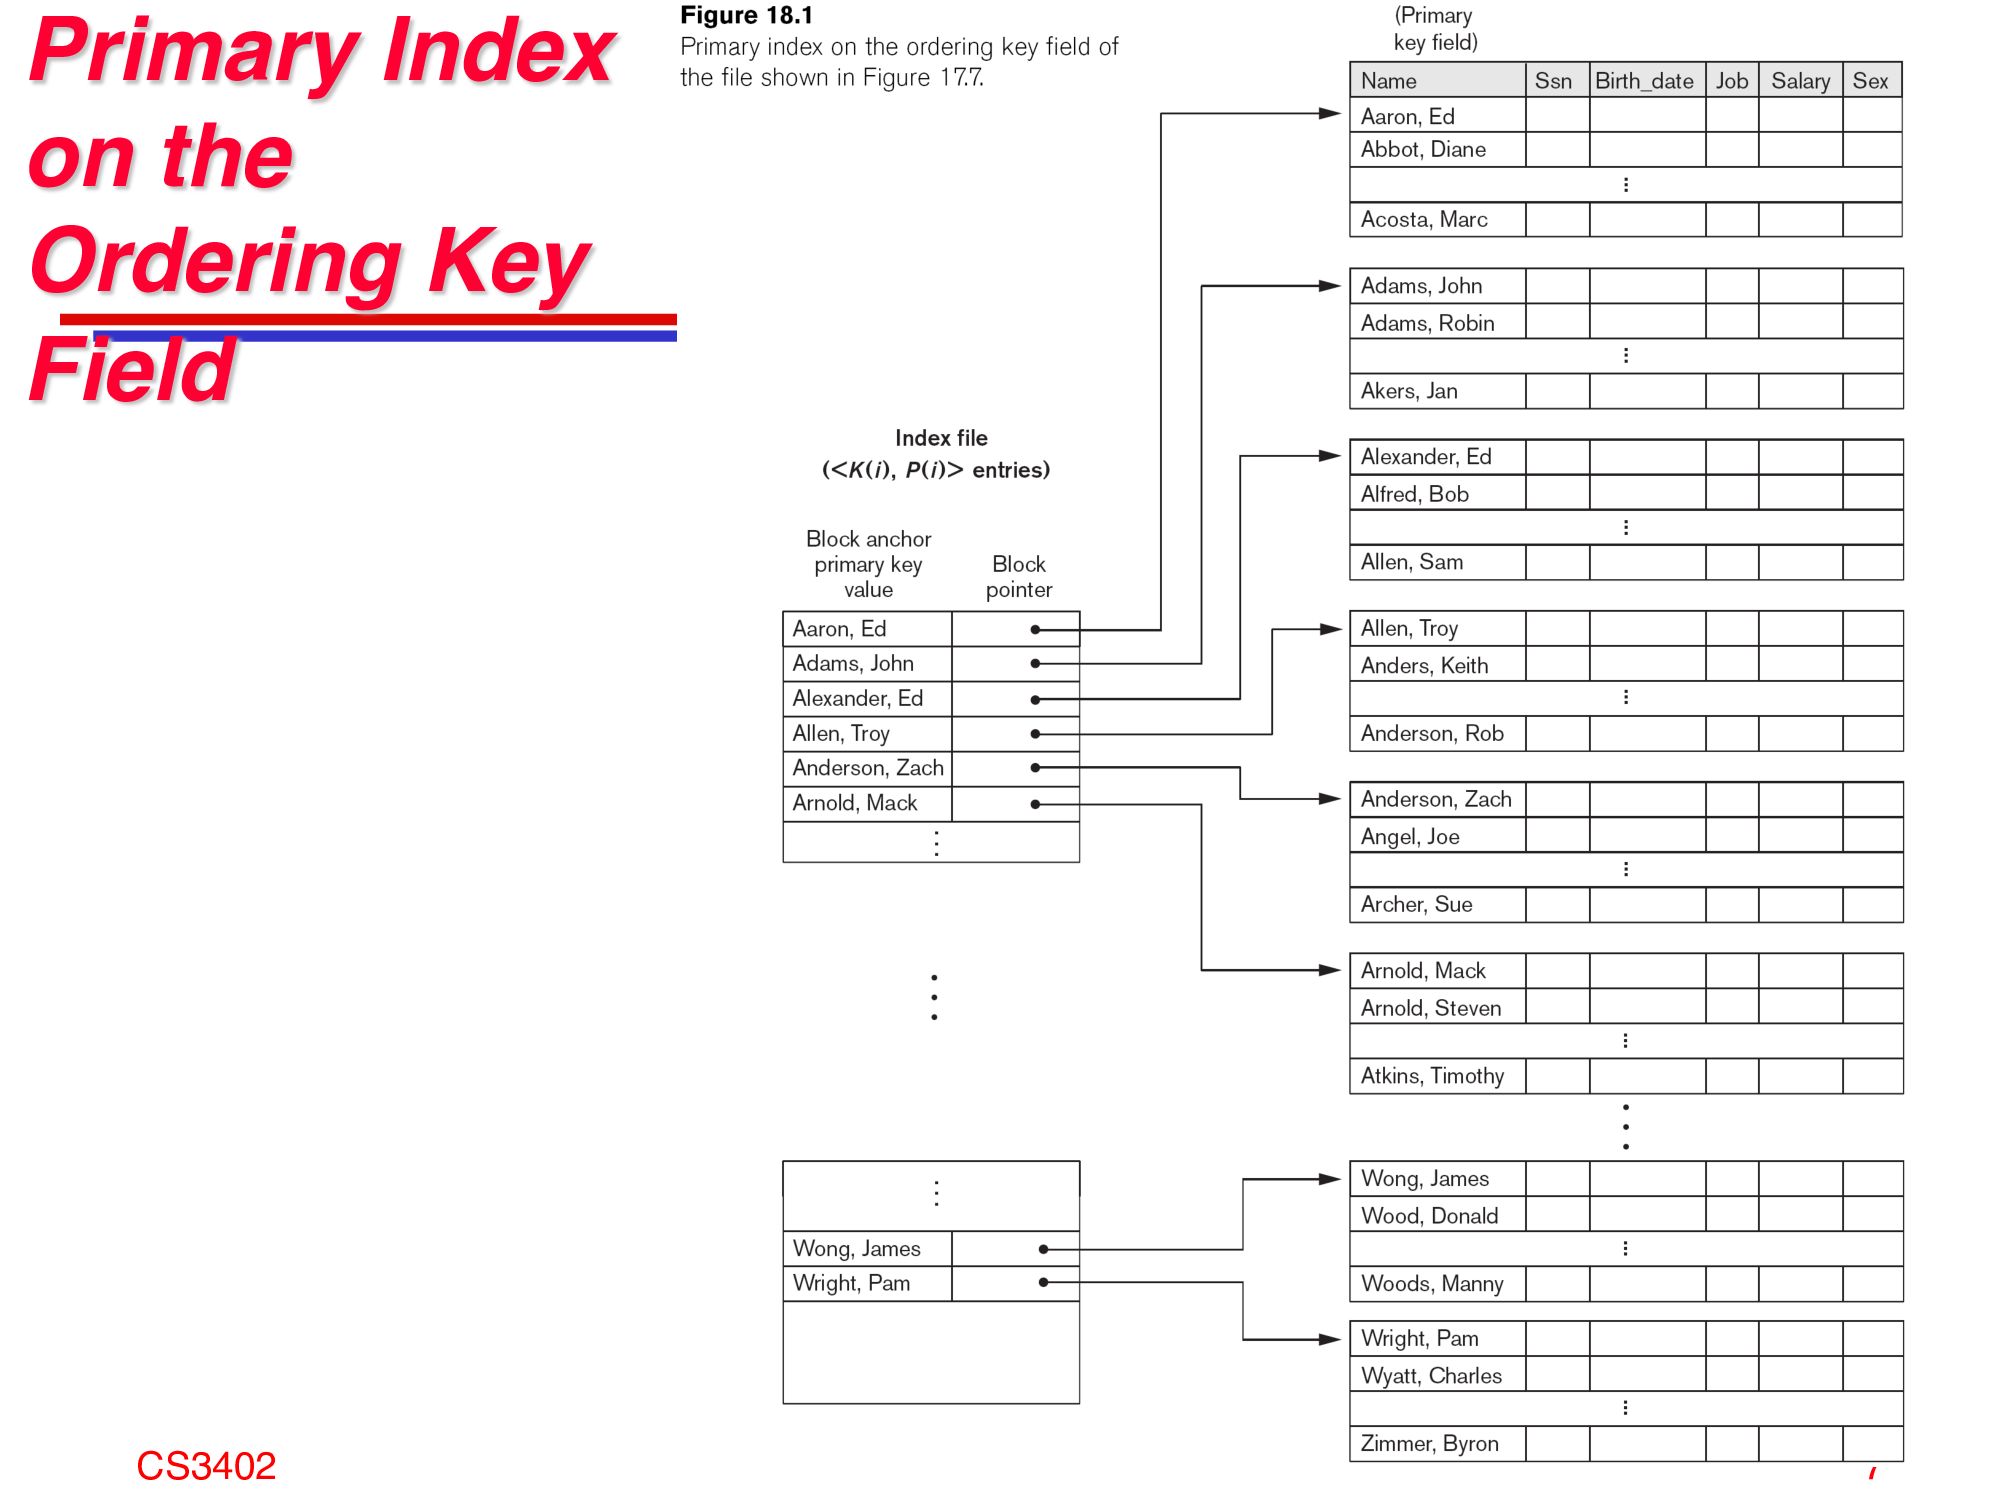 Primary Index
on the
Ordering Key
Field
Figure 18.1
Primary index on the ordering key field of
the file shown in Figure 17.7.
Index file
(<K(i), P(i)> entries)
Block anchor
primary key
value
Block
pointer
Aaron, Ed
Adams, John
Alexander, Ed
Allen, Troy
Anderson, Zach
Arnold, Mack
Wong, James
Wright, Pam
(Primary
key field)
Name Ssn Birth_date Job Salary Sex
Aaron, Ed
Abbot, Diane
Acosta, Marc
Adams, John
Adams, Robin
Akers, Jan
Alexander, Ed
Alfred, Bob
Allen, Sam
Allen, Troy
Anders, Keith
Anderson, Rob
Anderson, Zach
Angel, Joe
Archer, Sue
Arnold, Mack
Arnold, Steven
Atkins, Timothy
Wong, James
Wood, Donald
Woods, Manny
Wright, Pam
Wyatt, Charles
Zimmer, Byron
CS3402